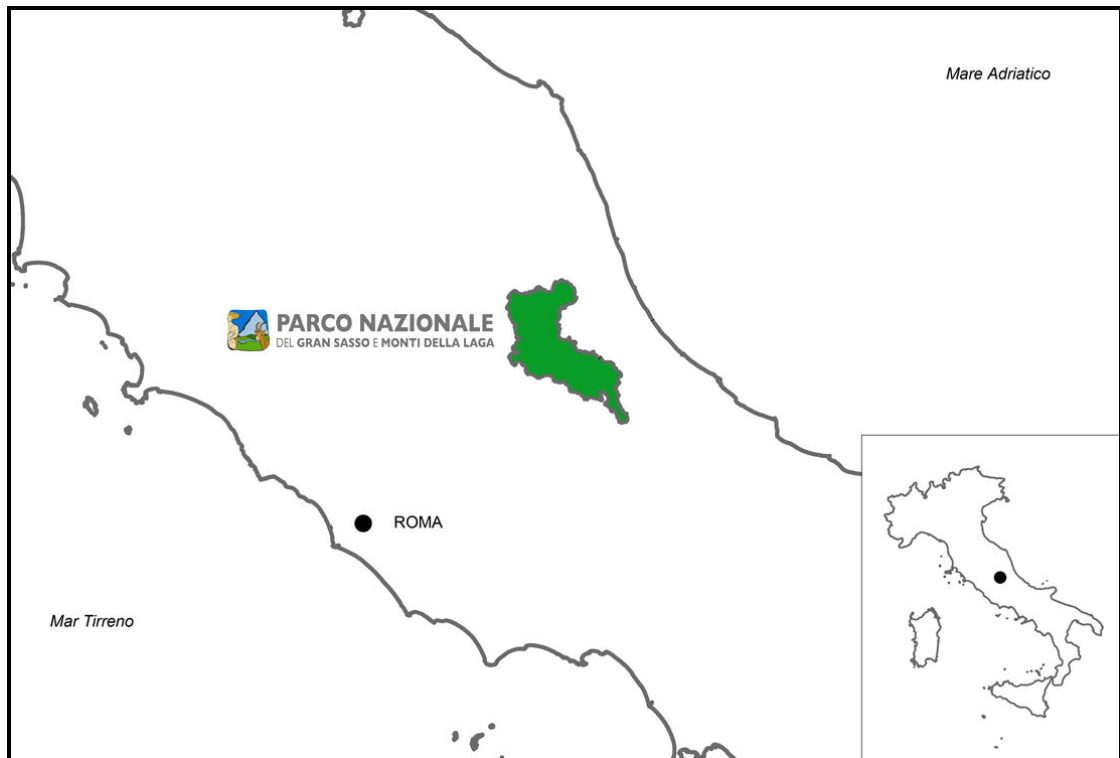 Mare Adriatico
PARCO NAZIONALE
DEL GRAN SASSO E MONTI DELLA LAGA
ROMA
Mar Tirreno